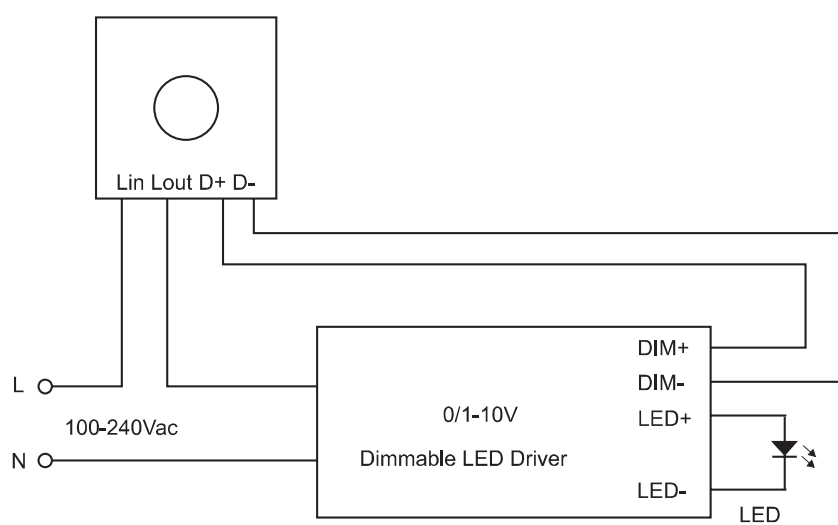 Lin Lout D+ D-
DIM+
DIM-
L
100-240Vac
0/1-10V
LED+
N
Dimmable LED Driver
LED-
LED